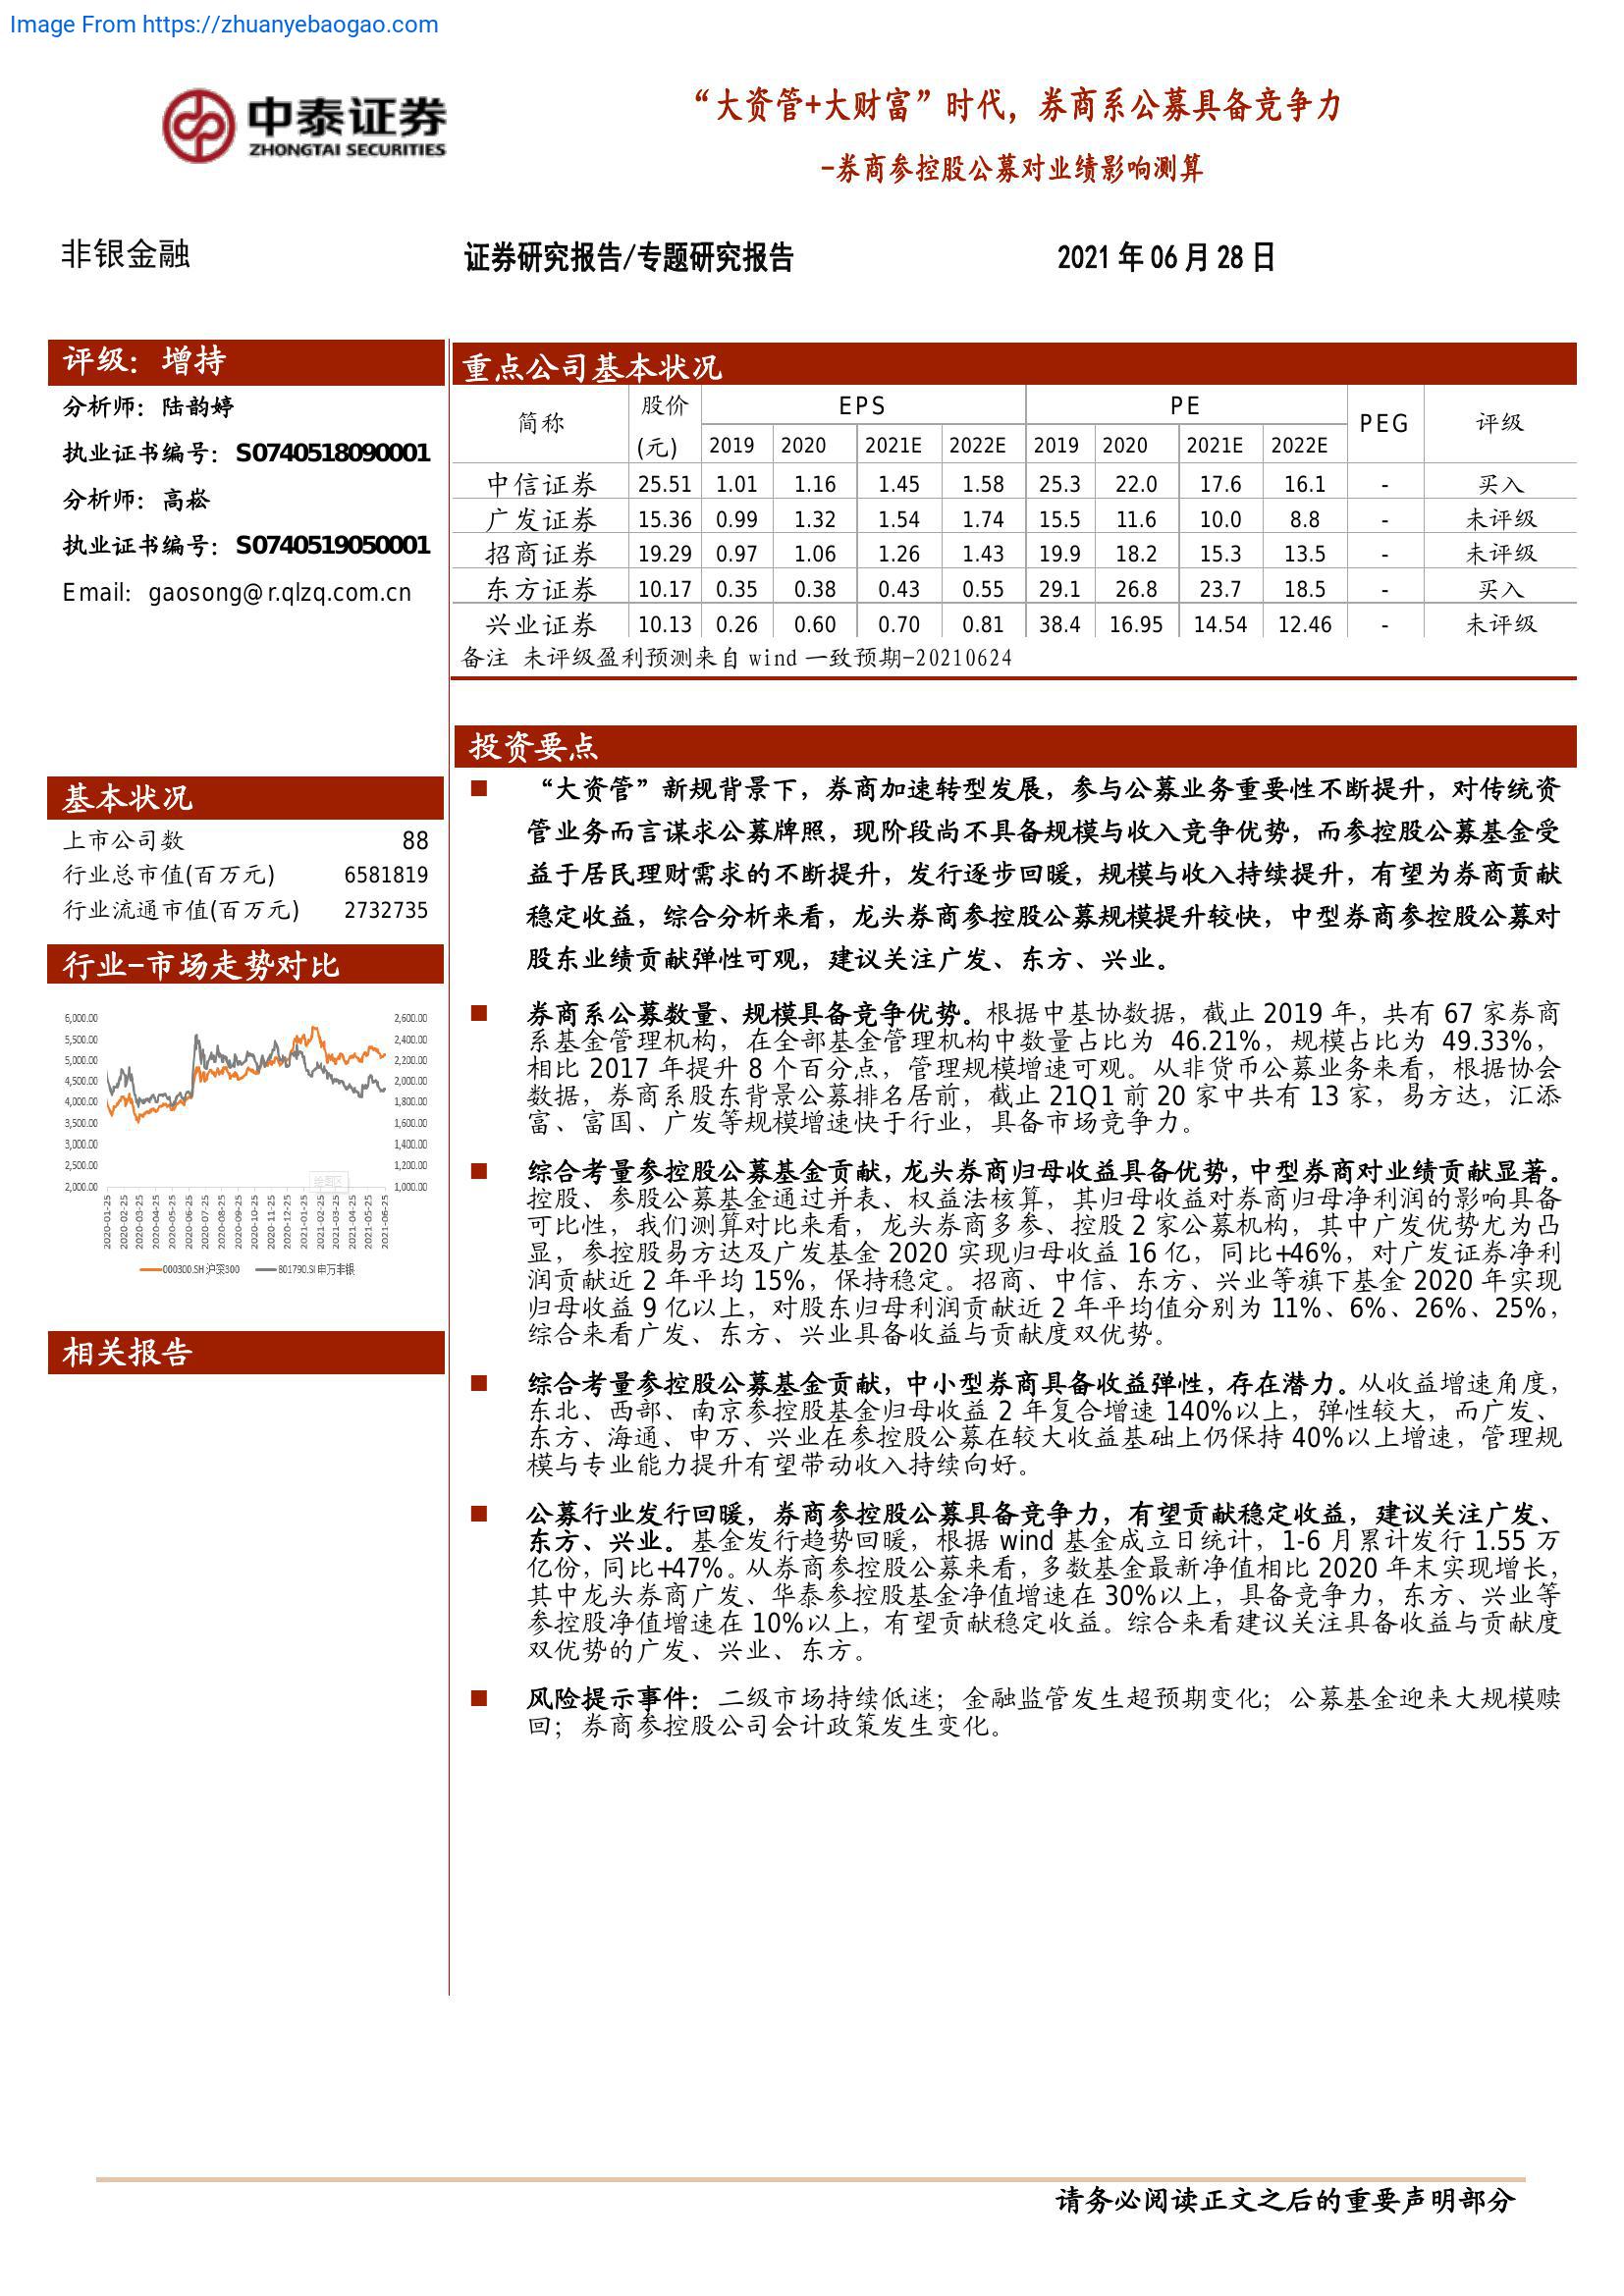 Image From https://zhuanyebaogao.com
中泰证券
ZHONGTAI SECURITIES
“大资管+大财富”时代，券商系公募具备竞争力
-券商参控股公募对业绩影响测算
非银金融
证券研究报告/专题研究报告
2021 年 06 月 28 日
评级：增持
分析师：陆韵婷
执业证书编号：S0740518090001
分析师：高崧
执业证书编号：S0740519050001
Email：gaosong@r.qlzq.com.cn
基本状况
上市公司数 88
行业总市值(百万元) 6581819
行业流通市值(百万元) 2732735
行业-市场走势对比
6,000.00 2,600.00
5,500.00 2,400.00
5,000.00 2,200.00
4,500.00 2,000.00
4,000.00 1,800.00
3,500.00 1,600.00
3,000.00 1,400.00
2,500.00 1,200.00
2,000.00 1,000.00
绘图区
2020-01-25 2020-02-25 2020-03-25 2020-04-25 2020-05-25 2020-06-25 2020-07-25 2020-08-25 2020-09-25 2020-10-25 2020-11-25 2020-12-25 2021-01-25 2021-02-25 2021-03-25 2021-04-25 2021-05-25 2021-06-25
000300.SH 沪深300 801790.SI 申万非银
相关报告
重点公司基本状况
简称 股价(元) EPS PE PEG 评级
2019 2020 2021E 2022E 2019 2020 2021E 2022E
中信证券 25.51 1.01 1.16 1.45 1.58 25.3 22.0 17.6 16.1 - 买入
广发证券 15.36 0.99 1.32 1.54 1.74 15.5 11.6 10.0 8.8 - 未评级
招商证券 19.29 0.97 1.06 1.26 1.43 19.9 18.2 15.3 13.5 - 未评级
东方证券 10.17 0.35 0.38 0.43 0.55 29.1 26.8 23.7 18.5 - 买入
兴业证券 10.13 0.26 0.60 0.70 0.81 38.4 16.95 14.54 12.46 - 未评级
备注 未评级盈利预测来自 wind 一致预期-20210624
投资要点
“大资管”新规背景下，券商加速转型发展，参与公募业务重要性不断提升，对传统资
管业务而言谋求公募牌照，现阶段尚不具备规模与收入竞争优势，而参控股公募基金受
益于居民理财需求的不断提升，发行逐步回暖，规模与收入持续提升，有望为券商贡献
稳定收益，综合分析来看，龙头券商参控股公募规模提升较快，中型券商参控股公募对
股东业绩贡献弹性可观，建议关注广发、东方、兴业。
券商系公募数量、规模具备竞争优势。根据中基协数据，截止 2019 年，共有 67 家券商
系基金管理机构，在全部基金管理机构中数量占比为 46.21%，规模占比为 49.33%，
相比 2017 年提升 8 个百分点，管理规模增速可观。从非货币公募业务来看，根据协会
数据，券商系股东背景公募排名居前，截止 21Q1 前 20 家中共有 13 家，易方达，汇添
富、富国、广发等规模增速快于行业，具备市场竞争力。
综合考量参控股公募基金贡献，龙头券商归母收益具备优势，中型券商对业绩贡献显著。
控股、参股公募基金通过并表、权益法核算，其归母收益对券商归母净利润的影响具备
可比性，我们测算对比来看，龙头券商多参、控股 2 家公募机构，其中广发优势尤为凸
显，参控股易方达及广发基金 2020 实现归母收益 16 亿，同比+46%，对广发证券净利
润贡献近 2 年平均 15%，保持稳定。招商、中信、东方、兴业等旗下基金 2020 年实现
归母收益 9 亿以上，对股东归母利润贡献近 2 年平均值分别为 11%、6%、26%、25%，
综合来看广发、东方、兴业具备收益与贡献度双优势。
综合考量参控股公募基金贡献，中小型券商具备收益弹性，存在潜力。从收益增速角度，
东北、西部、南京参控股基金归母收益 2 年复合增速 140%以上，弹性较大，而广发、
东方、海通、申万、兴业在参控股公募在较大收益基础上仍保持 40%以上增速，管理规
模与专业能力提升有望带动收入持续向好。
公募行业发行回暖，券商参控股公募具备竞争力，有望贡献稳定收益，建议关注广发、
东方、兴业。基金发行趋势回暖，根据 wind 基金成立日统计，1-6 月累计发行 1.55 万
亿份，同比+47%。从券商参控股公募来看，多数基金最新净值相比 2020 年末实现增长，
其中龙头券商广发、华泰参控股基金净值增速在 30%以上，具备竞争力，东方、兴业等
参控股净值增速在 10%以上，有望贡献稳定收益。综合来看建议关注具备收益与贡献度
双优势的广发、兴业、东方。
风险提示事件：二级市场持续低迷；金融监管发生超预期变化；公募基金迎来大规模赎
回；券商参控股公司会计政策发生变化。
请务必阅读正文之后的重要声明部分